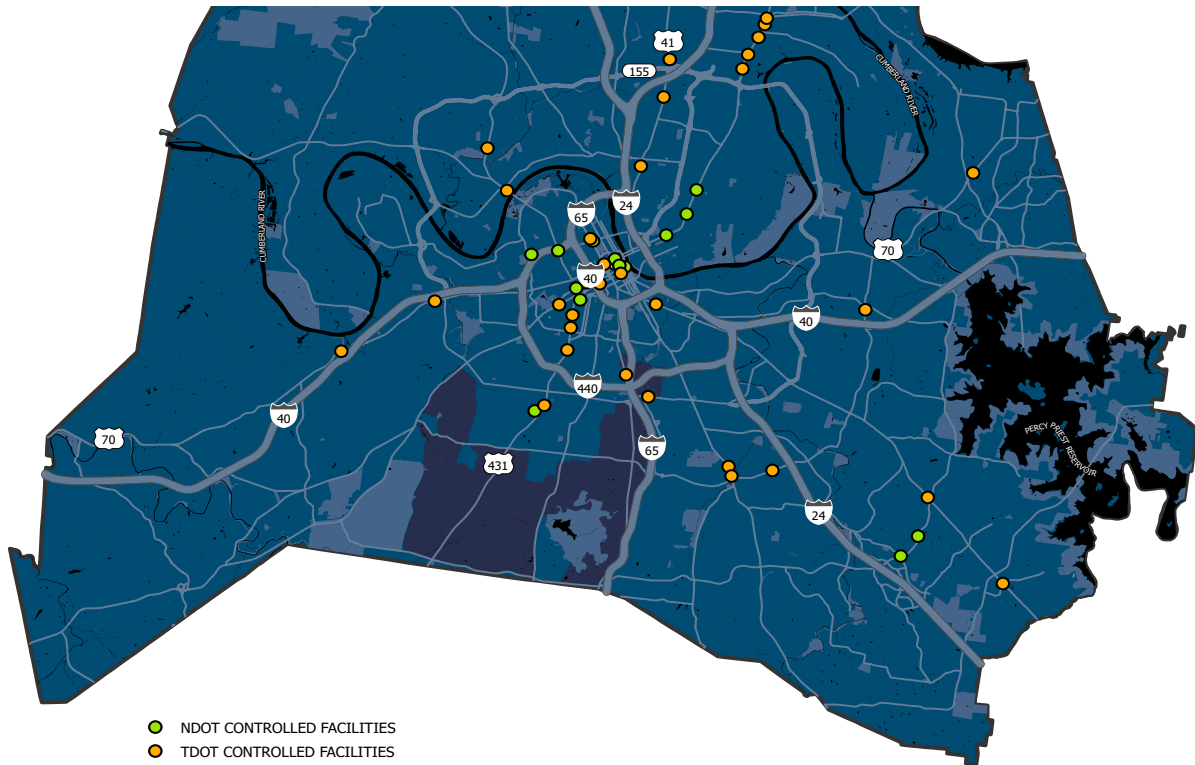 41
155
CUMBERLAND RIVER
CUMBERLAND RIVER
24
65
70
40
40
440
40
70
65
431
PERCY PRIEST RESERVOIR
24
NDOT CONTROLLED FACILITIES
TDOT CONTROLLED FACILITIES